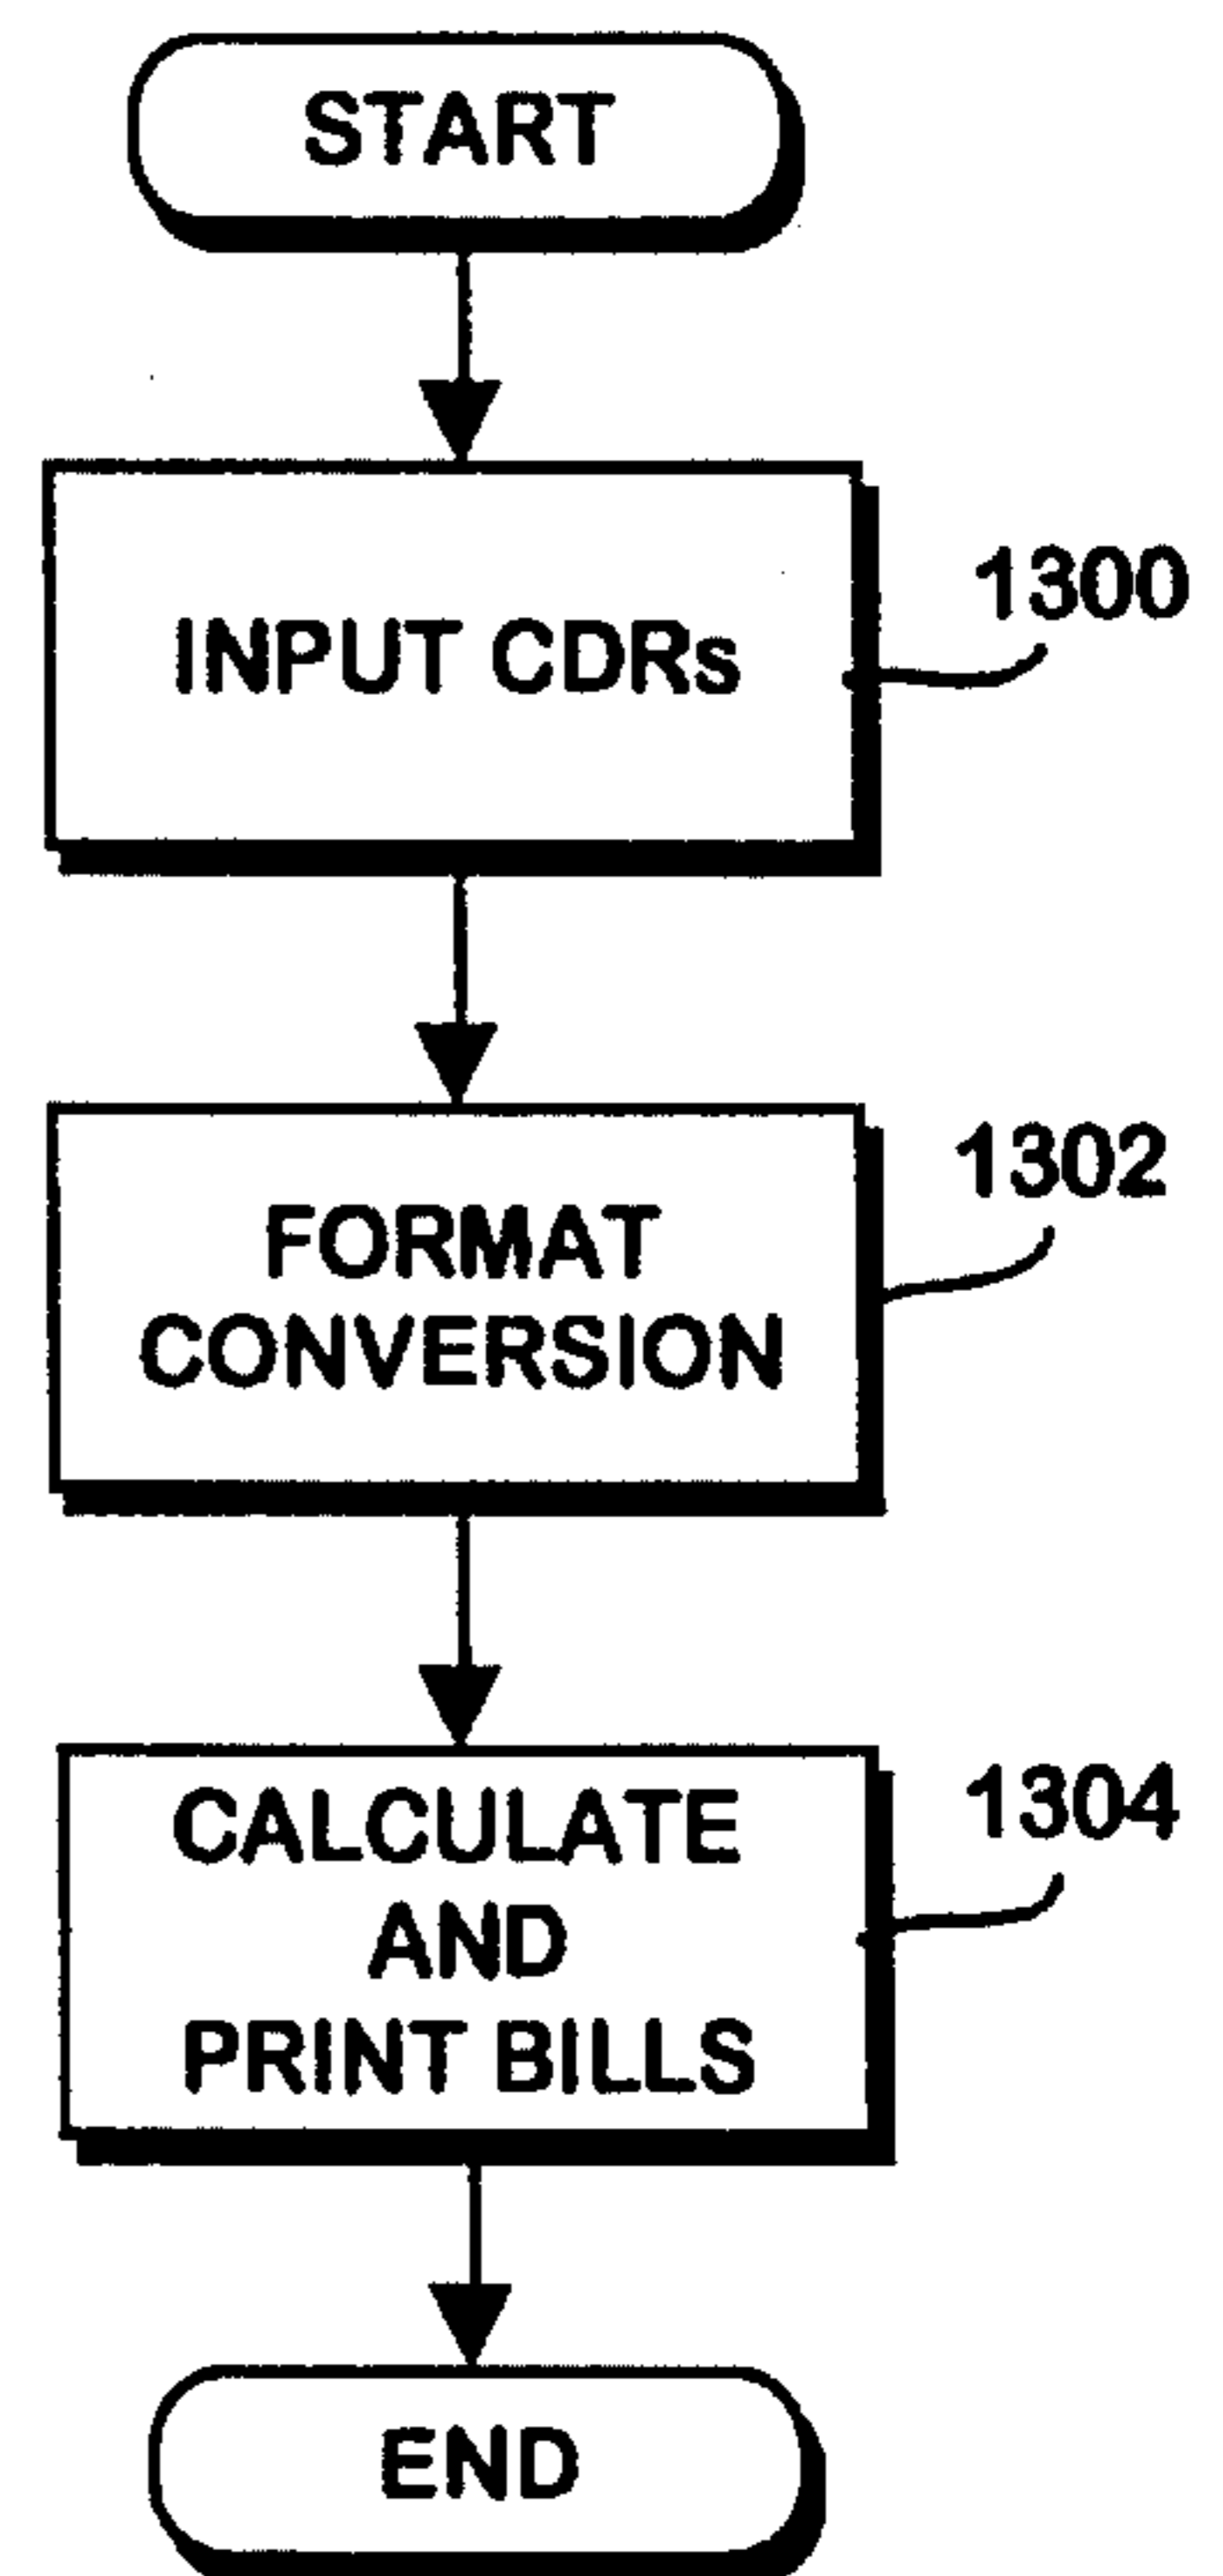 START
INPUT CDRs
1300
FORMAT
CONVERSION
1302
CALCULATE
AND
PRINT BILLS
1304
END